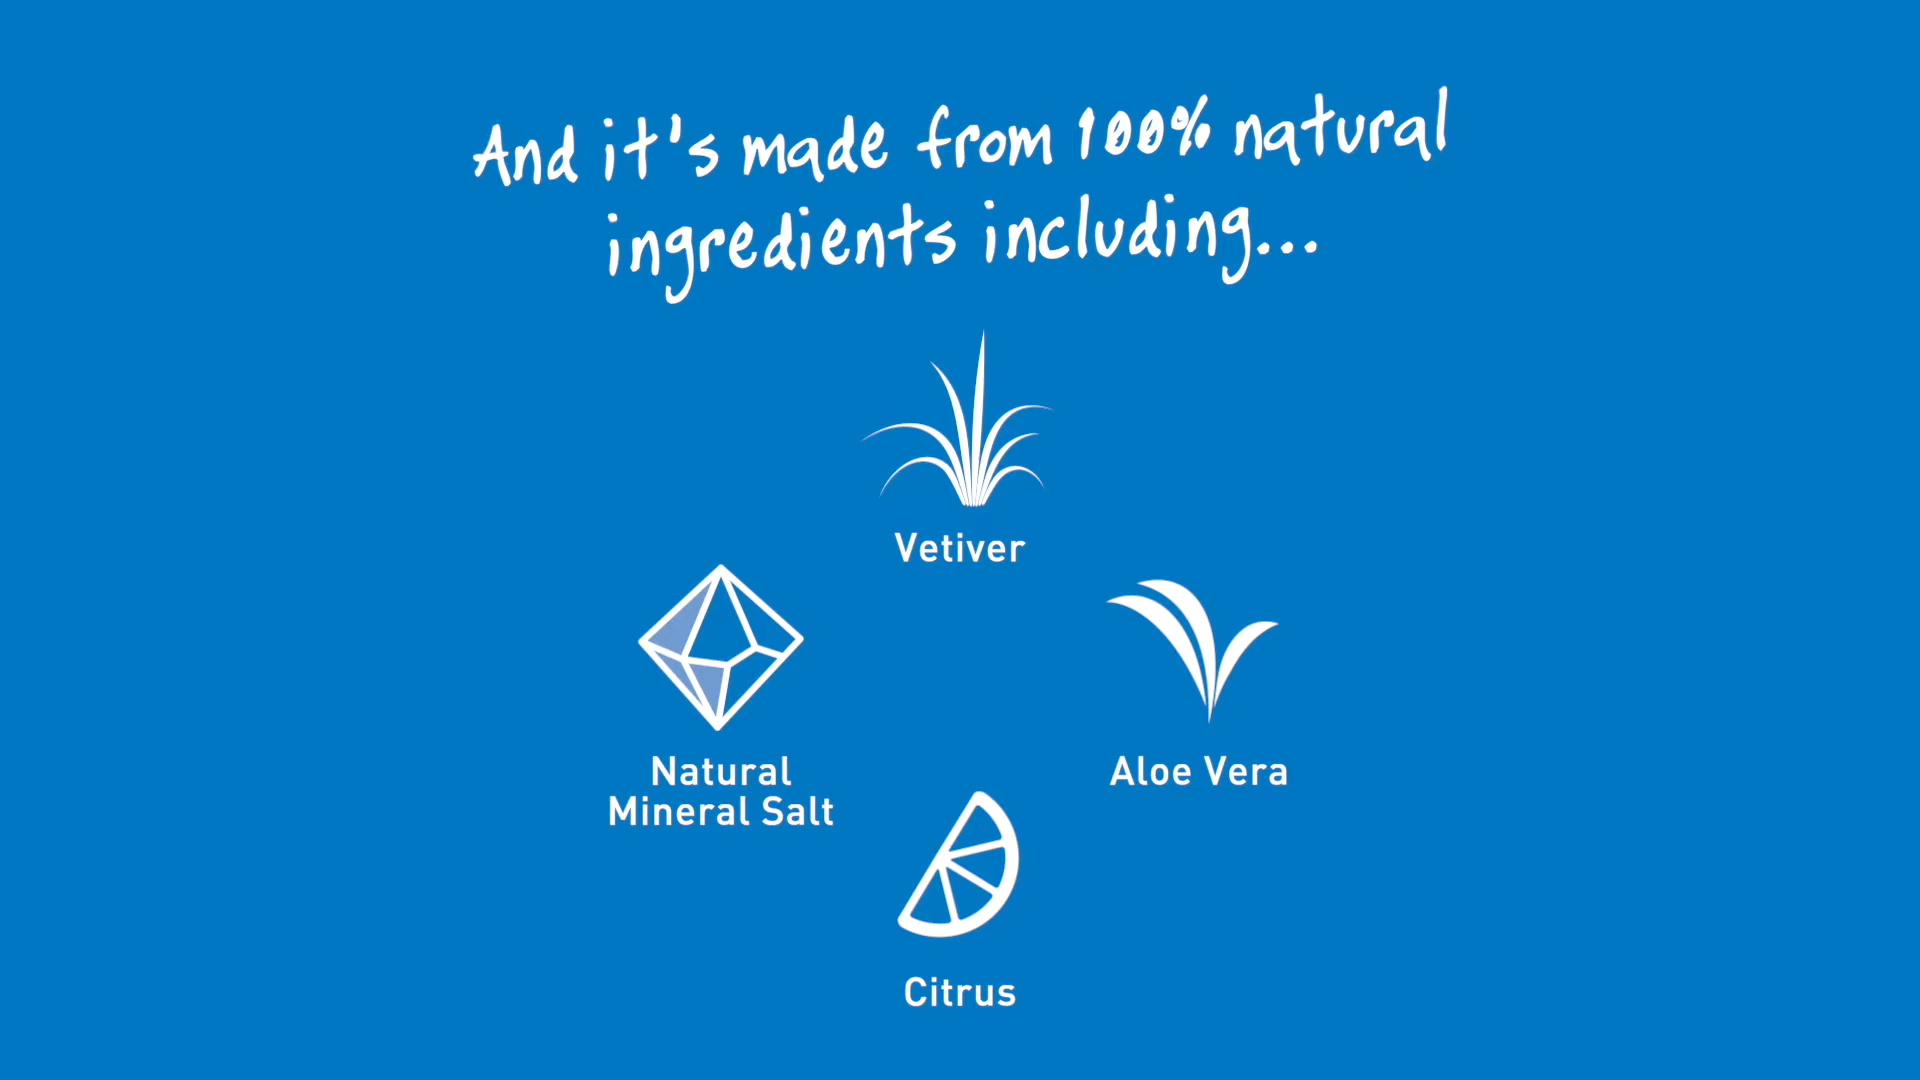 And it's made from 100% natural
ingredients including...
Vetiver
Natural
Mineral Salt
Aloe Vera
Citrus